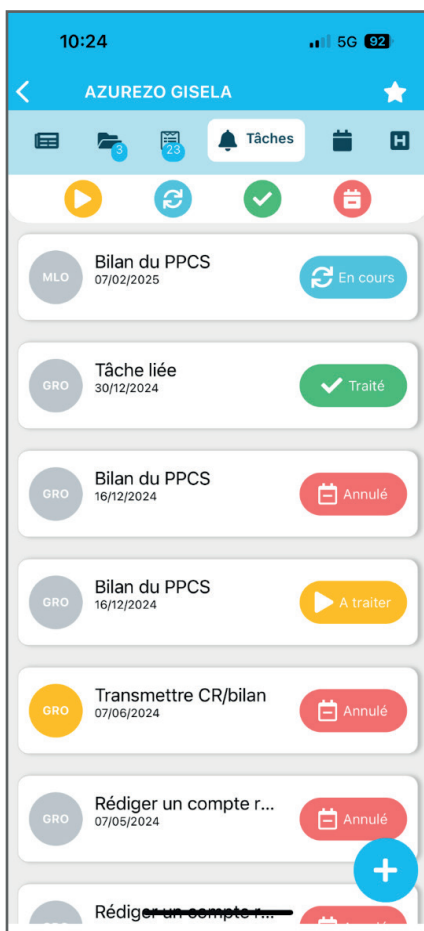 10:24 5G 92
AZUREZO GISELA
3 23 Tâches H
MLO Bilan du PPCS En cours
07/02/2025
GRO Tâche liée Traité
30/12/2024
GRO Bilan du PPCS Annulé
16/12/2024
GRO Bilan du PPCS A traiter
16/12/2024
GRO Transmettre CR/bilan Annulé
07/06/2024
GRO Rédiger un compte r... Annulé
07/05/2024
Rédiger un compte r...